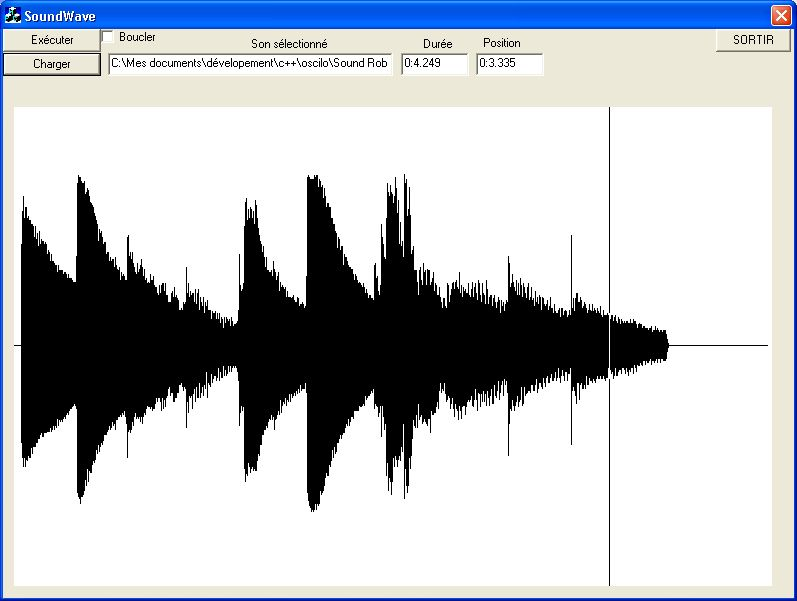 SoundWave
Exécuter
Boucler
Son sélectionné
Durée
Position
SORTIR
Charger
C:\Mes documents\dévelopement\c++\oscilo\Sound Rob
0:4.249
0:3.335